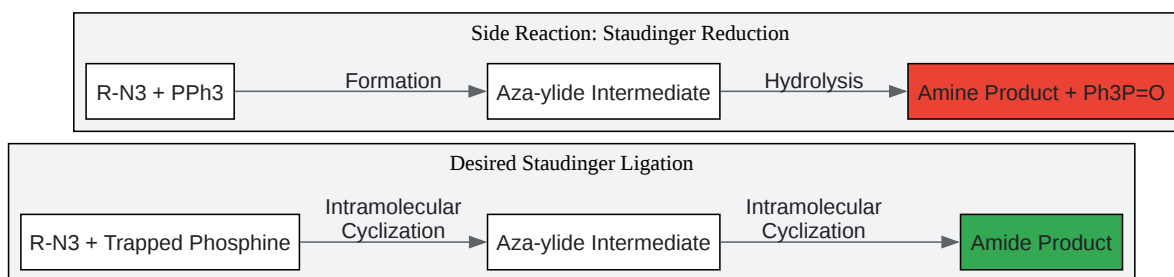 Side Reaction: Staudinger Reduction
R-N3 + PPh3
Formation
Aza-ylide Intermediate
Hydrolysis
Amine Product + Ph3P=O
Desired Staudinger Ligation
R-N3 + Trapped Phosphine
Intramolecular
Cyclization
Aza-ylide Intermediate
Intramolecular
Cyclization
Amide Product